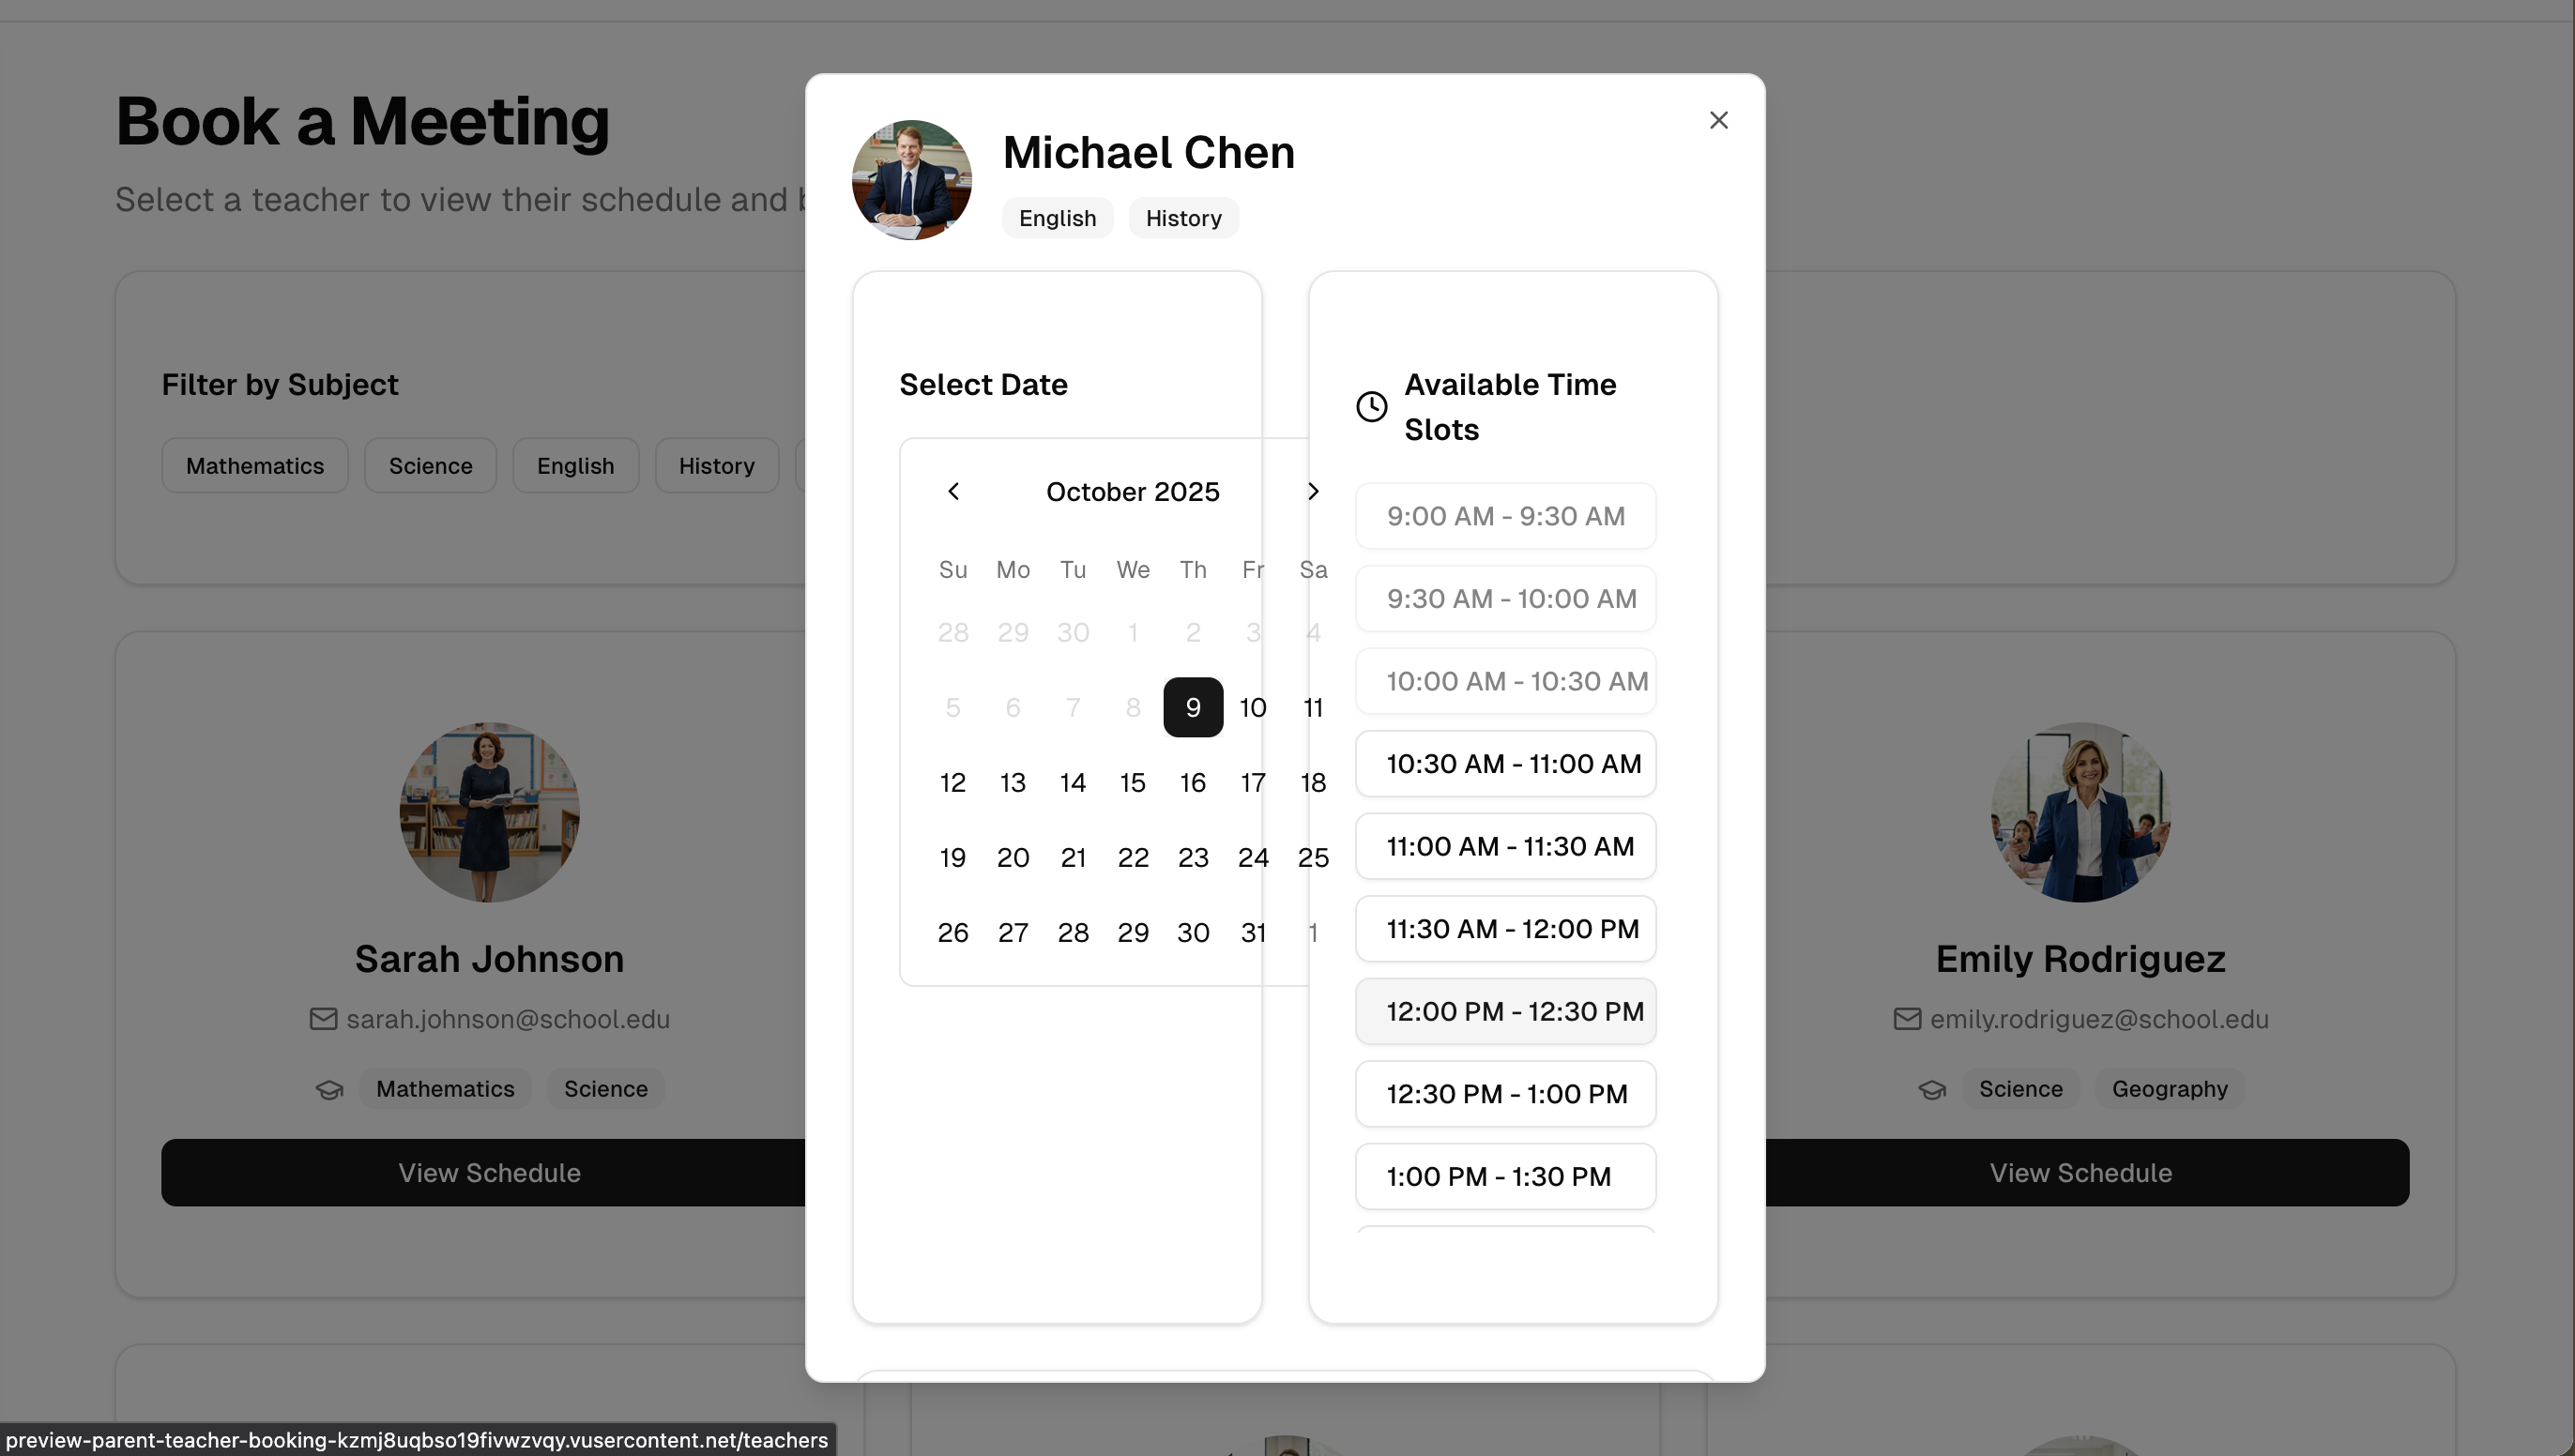 Book a Meeting
Select a teacher to view their schedule and
Filter by Subject
Mathematics
Science
English
History
Sarah Johnson
sarah.johnson@school.edu
Mathematics
Science
View Schedule
Michael Chen
English
History
Select Date
October 2025
Su Mo Tu We Th Fr Sa
28 29 30 1 2 3 4
5 6 7 8 9 10 11
12 13 14 15 16 17 18
19 20 21 22 23 24 25
26 27 28 29 30 31 1
Available Time
Slots
9:00 AM - 9:30 AM
9:30 AM - 10:00 AM
10:00 AM - 10:30 AM
10:30 AM - 11:00 AM
11:00 AM - 11:30 AM
11:30 AM - 12:00 PM
12:00 PM - 12:30 PM
12:30 PM - 1:00 PM
1:00 PM - 1:30 PM
Emily Rodriguez
emily.rodriguez@school.edu
Science
Geography
View Schedule
preview-parent-teacher-booking-kzmj8uqbso19fivwzvqy.vusercontent.net/teachers